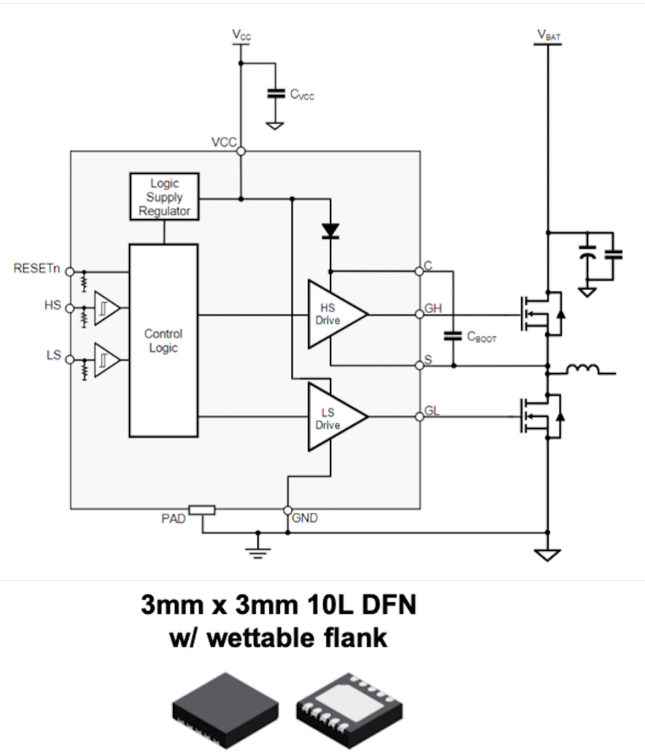 VCC
VBAT
CVCC
VCC
Logic
Supply
Regulator
RESETn
C
HS
HS
Drive
GH
Control
Logic
CBOOT
LS
S
LS
Drive
GL
PAD
GND
3mm x 3mm 10L DFN
w/ wettable flank